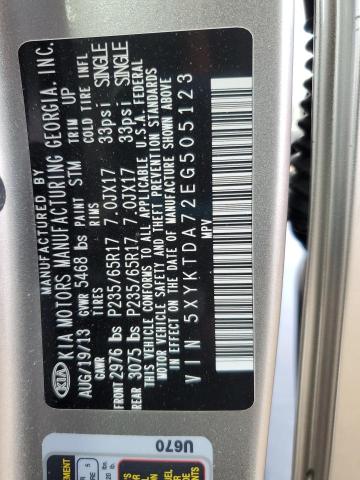 MANUFACTURED BY
KIA KIA MOTORS MANUFACTURING GEORGIA, INC.
AUG/19/13 GVWR 5468 lbs PAINT STM TRIM UP
GAWR TIRES RIMS COLD TIRE INFL
FRONT 2976 lbs P235/65R17 7.0JX17 33psi SINGLE
REAR 3075 lbs P235/65R17 7.0JX17 33psi SINGLE
THIS VEHICLE CONFORMS TO ALL APPLICABLE U.S.A. FEDERAL
MOTOR VEHICLE SAFETY AND THEFT PREVENTION STANDARDS
IN EFFECT ON THE DATE OF MANUFACTURE SHOWN ABOVE
VIN 5XYKTDA72EG505123
MPV
U670